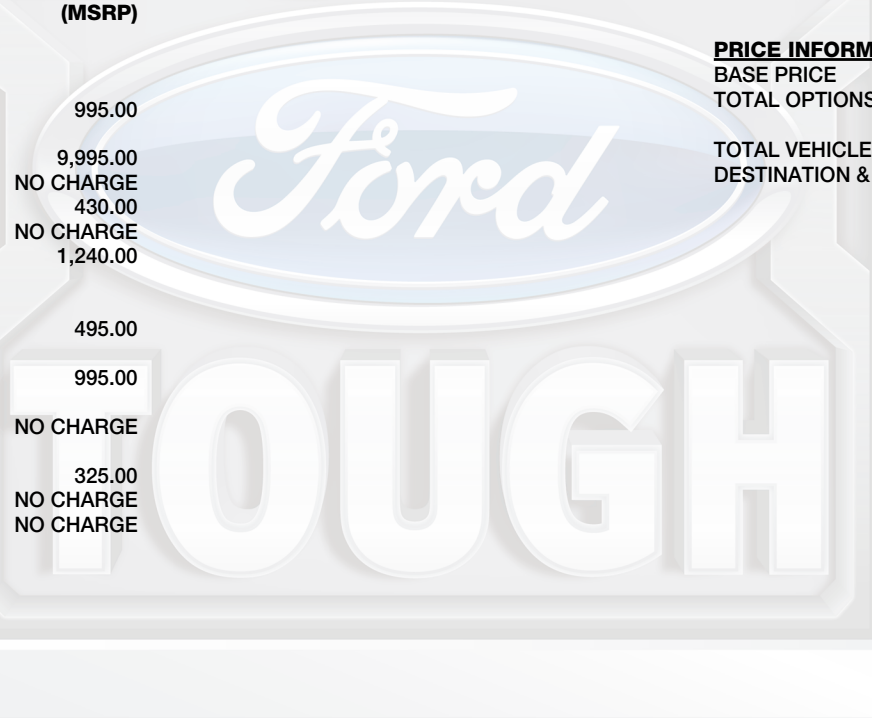 (MSRP)
995.00
9,995.00
NO CHARGE
430.00
NO CHARGE
1,240.00
495.00
995.00
NO CHARGE
325.00
NO CHARGE
NO CHARGE
PRICE INFORM
BASE PRICE
TOTAL OPTIONS
TOTAL VEHICLE
DESTINATION &
Ford
TOUGH